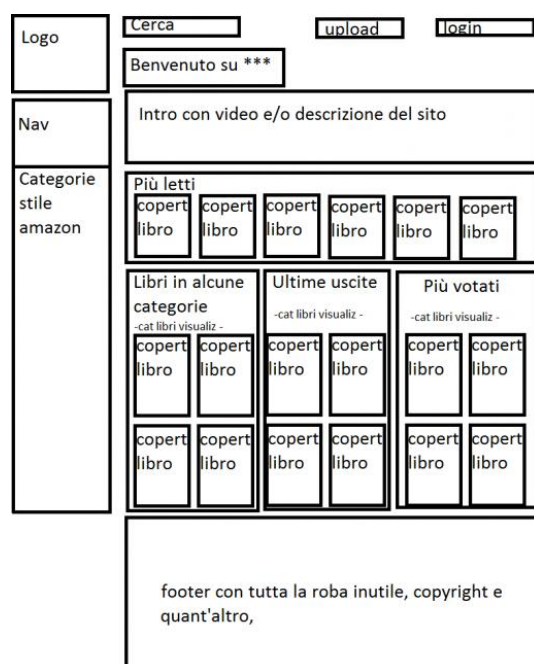 Logo
Cerca
upload
login
Benvenuto su ***
Nav
Intro con video e/o descrizione del sito
Categorie
stile
amazon
Più letti
copert copert copert copert copert copert
libro libro libro libro libro libro
Libri in alcune
categorie
-cat libri visualiz -
copert copert
libro libro
copert copert
libro libro
Ultime uscite
-cat libri visualiz -
copert copert
libro libro
copert copert
libro libro
Più votati
-cat libri visualiz -
copert copert
libro libro
copert copert
libro libro
footer con tutta la roba inutile, copyright e
quant'altro,